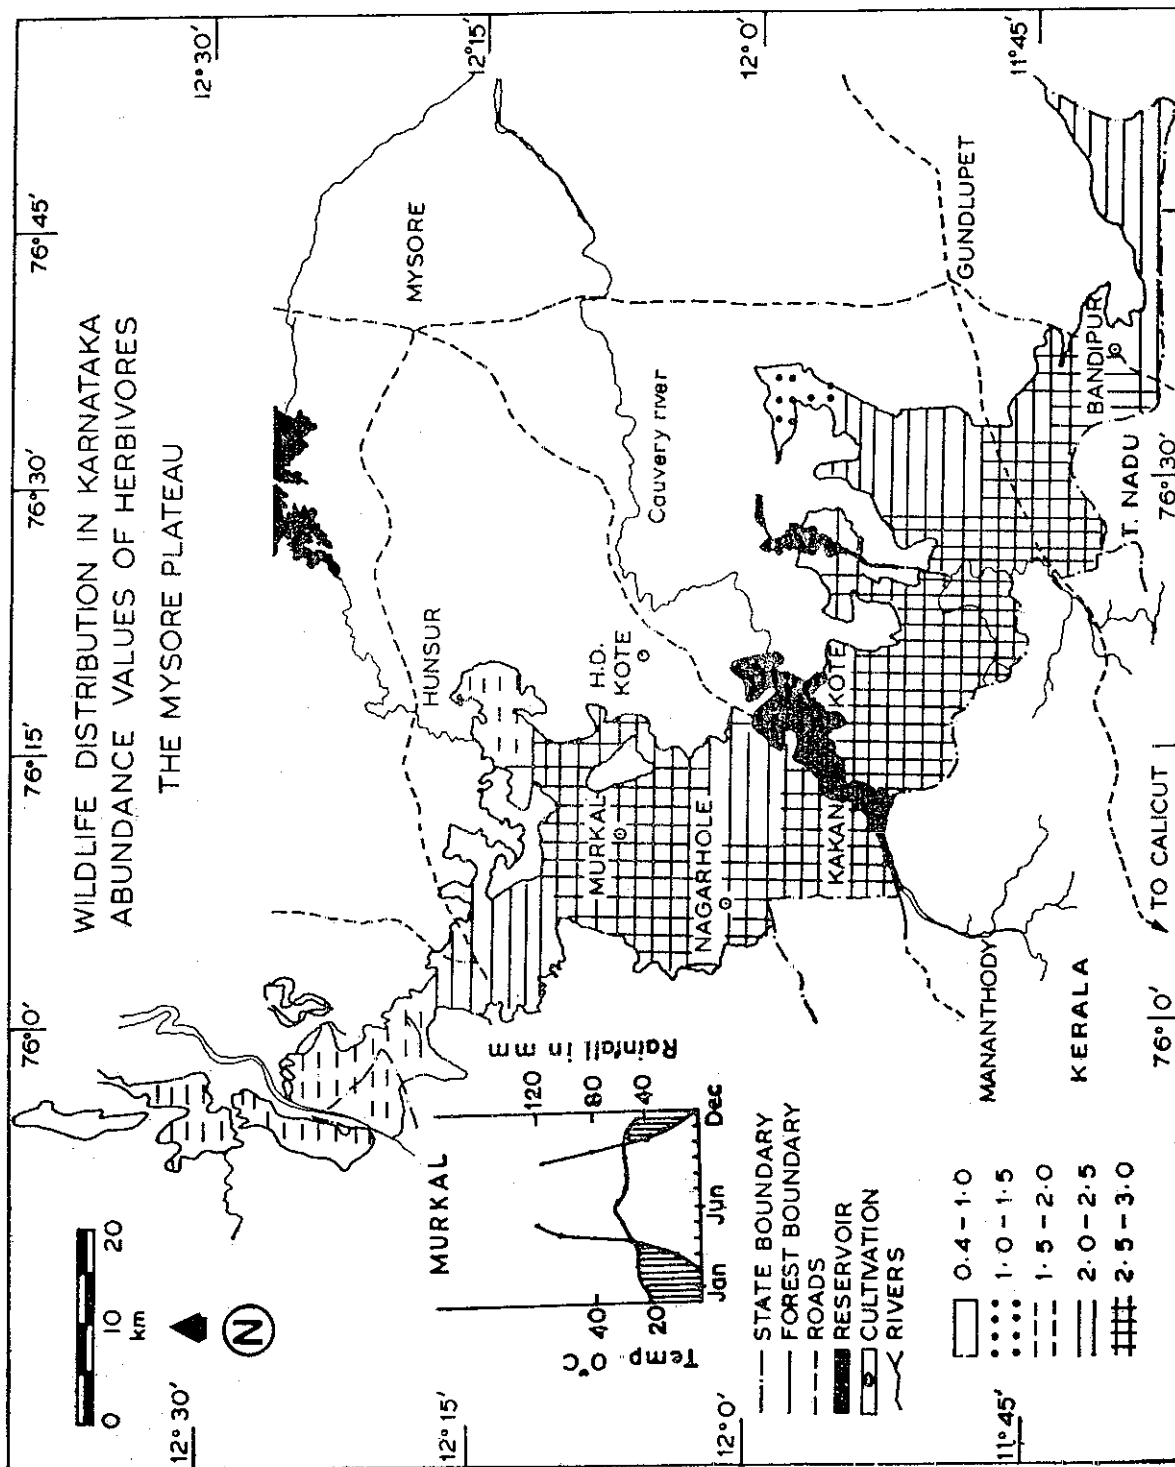 WILDLIFE DISTRIBUTION IN KARNATAKA
ABUNDANCE VALUES OF HERBIVORES
THE MYSORE PLATEAU
76° 0'
76° 15'
76° 30'
76° 45'
12° 30'
12° 30'
12° 15'
12° 15'
12° 0'
12° 0'
11° 45'
11° 45'
0 10 20
km
N
HUNSUR
MYSORE
H.D.
KOTE
Cauvery river
MURKAL
NAGARHOLE
KAKAN
KOTE
GUNDLUPET
BANDIPUR
T. NADU
MANANTHODY
KERALA
TO CALICUT
76° 0'
76° 30'
MURKAL
Temp 0°C
40
20
Rainfall in mm
120
80
40
Jan Jun Dec
STATE BOUNDARY
FOREST BOUNDARY
ROADS
RESERVOIR
CULTIVATION
RIVERS
0·4-1·0
1·0-1·5
1·5-2·0
2·0-2·5
2·5-3·0